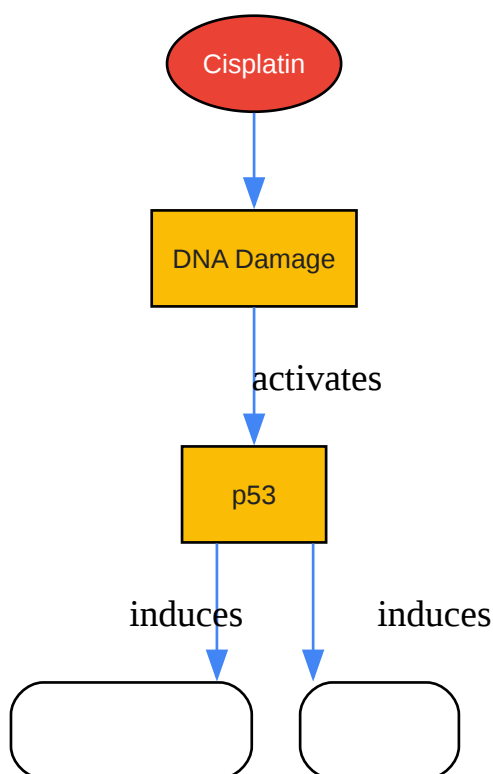 Cisplatin
DNA Damage
activates
p53
induces
induces